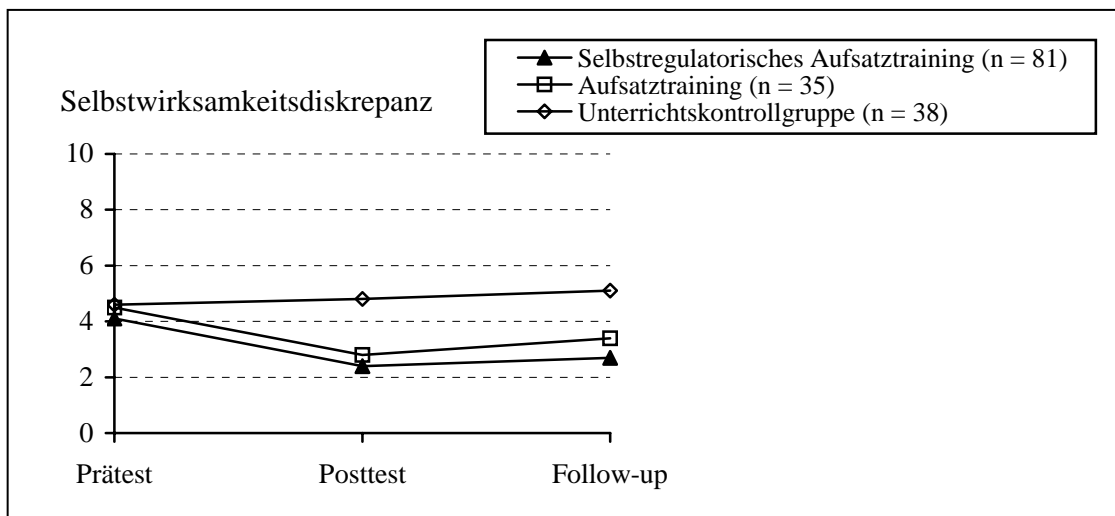 Selbstregulatorisches Aufsatztraining (n = 81)
Aufsatztraining (n = 35)
Unterrichtskontrollgruppe (n = 38)
Selbstwirksamkeitsdiskrepanz
10
8
6
4
2
0
Prätest Posttest Follow-up